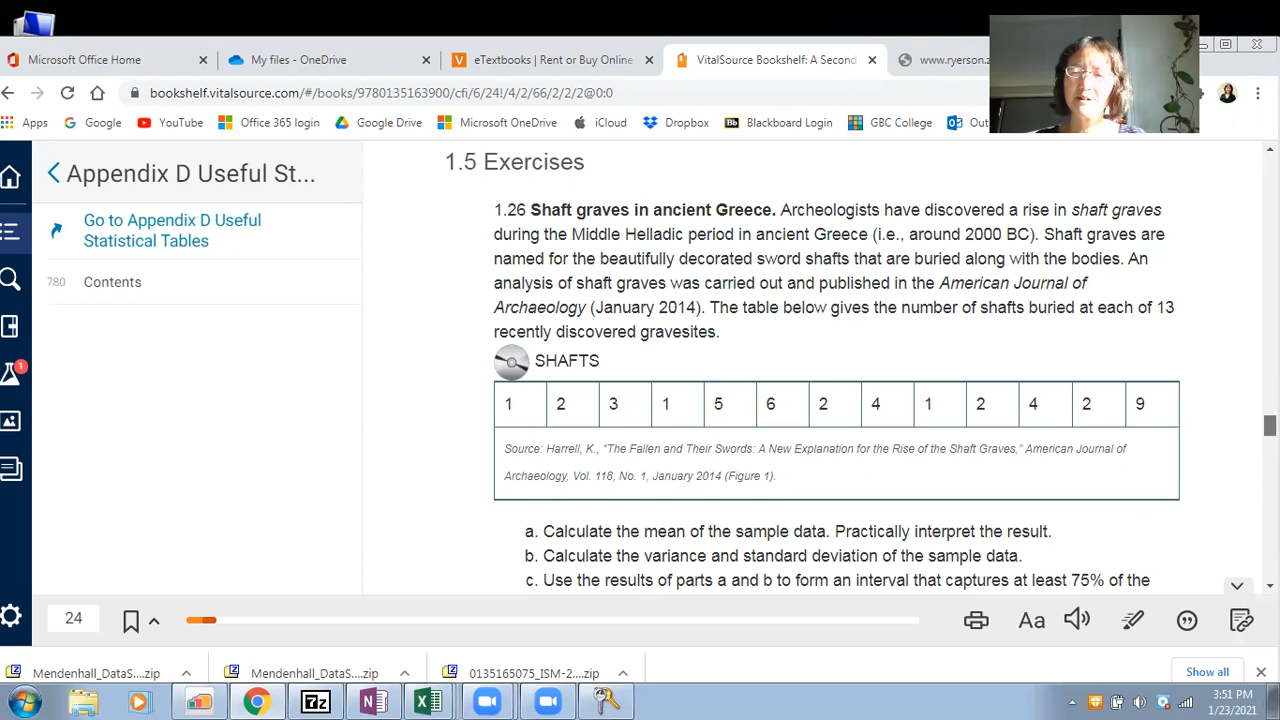 Microsoft Office Home
My files - OneDrive
eTextbooks | Rent or Buy Online
VitalSource Bookshelf: A Second
www.ryerson.z
bookshelf.vitalsource.com/#/books/9780135163900/cfi/6/24!/4/2/66/2/2/2@0:0
Apps
Google
YouTube
Office 365 login
Google Drive
Microsoft OneDrive
iCloud
Dropbox
Bb
Blackboard Login
GBC College
Out
Appendix D Useful St...
Go to Appendix D Useful
Statistical Tables
780 Contents
1
1.5 Exercises
1.26 Shaft graves in ancient Greece. Archeologists have discovered a rise in shaft graves
during the Middle Helladic period in ancient Greece (i.e., around 2000 BC). Shaft graves are
named for the beautifully decorated sword shafts that are buried along with the bodies. An
analysis of shaft graves was carried out and published in the American Journal of
Archaeology (January 2014). The table below gives the number of shafts buried at each of 13
recently discovered gravesites.
SHAFTS
1 2 3 1 5 6 2 4 1 2 4 2 9
Source: Harrell, K., “The Fallen and Their Swords: A New Explanation for the Rise of the Shaft Graves,” American Journal of
Archaeology, Vol. 118, No. 1, January 2014 (Figure 1).
a. Calculate the mean of the sample data. Practically interpret the result.
b. Calculate the variance and standard deviation of the sample data.
c. Use the results of parts a and b to form an interval that captures at least 75% of the
24
Aa
Mendenhall_DataS....zip
Mendenhall_DataS....zip
0135165075_ISM-2....zip
Show all
7z
3:51 PM
1/23/2021